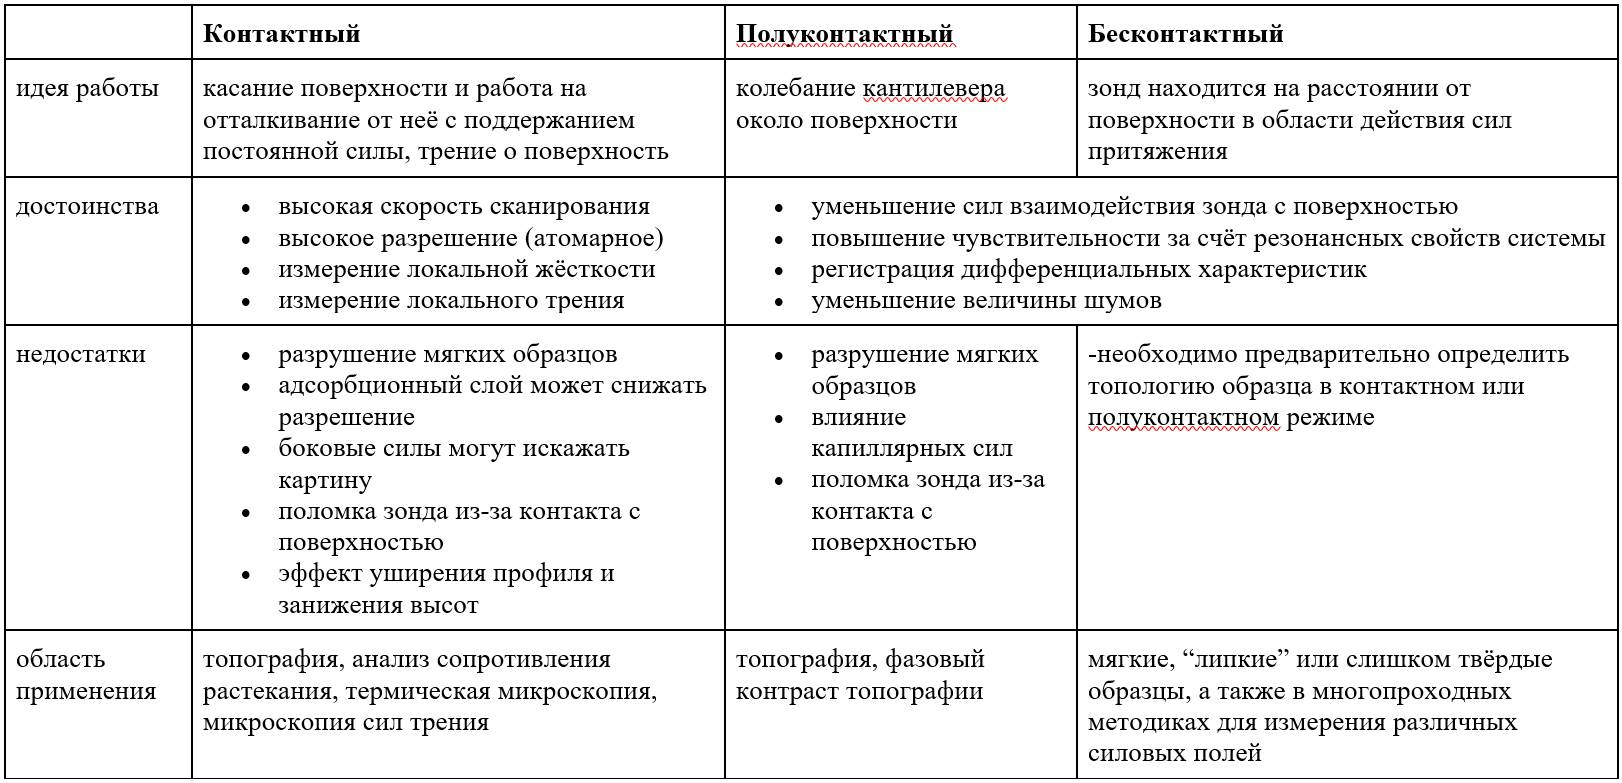 Контактный
Полуконтактный
Бесконтактный
идея работы
касание поверхности и работа на
отталкивание от неё с поддержанием
постоянной силы, трение о поверхность
колебание кантилевера
около поверхности
зонд находится на расстоянии от
поверхности в области действия сил
притяжения
достоинства
• высокая скорость сканирования
• высокое разрешение (атомарное)
• измерение локальной жёсткости
• измерение локального трения
• уменьшение сил взаимодействия зонда с поверхностью
• повышение чувствительности за счёт резонансных свойств системы
• регистрация дифференциальных характеристик
• уменьшение величины шумов
недостатки
• разрушение мягких образцов
• адсорбционный слой может снижать
разрешение
• боковые силы могут искажать
картину
• поломка зонда из-за контакта с
поверхностью
• эффект уширения профиля и
занижения высот
• разрушение мягких
образцов
• влияние
капиллярных сил
• поломка зонда из-за
контакта с
поверхностью
-необходимо предварительно определить
топологию образца в контактном или
полуконтактном режиме
область
применения
топография, анализ сопротивления
растекания, термическая микроскопия,
микроскопия сил трения
топография, фазовый
контраст топографии
мягкие, “липкие” или слишком твёрдые
образцы, а также в многопроходных
методиках для измерения различных
силовых полей